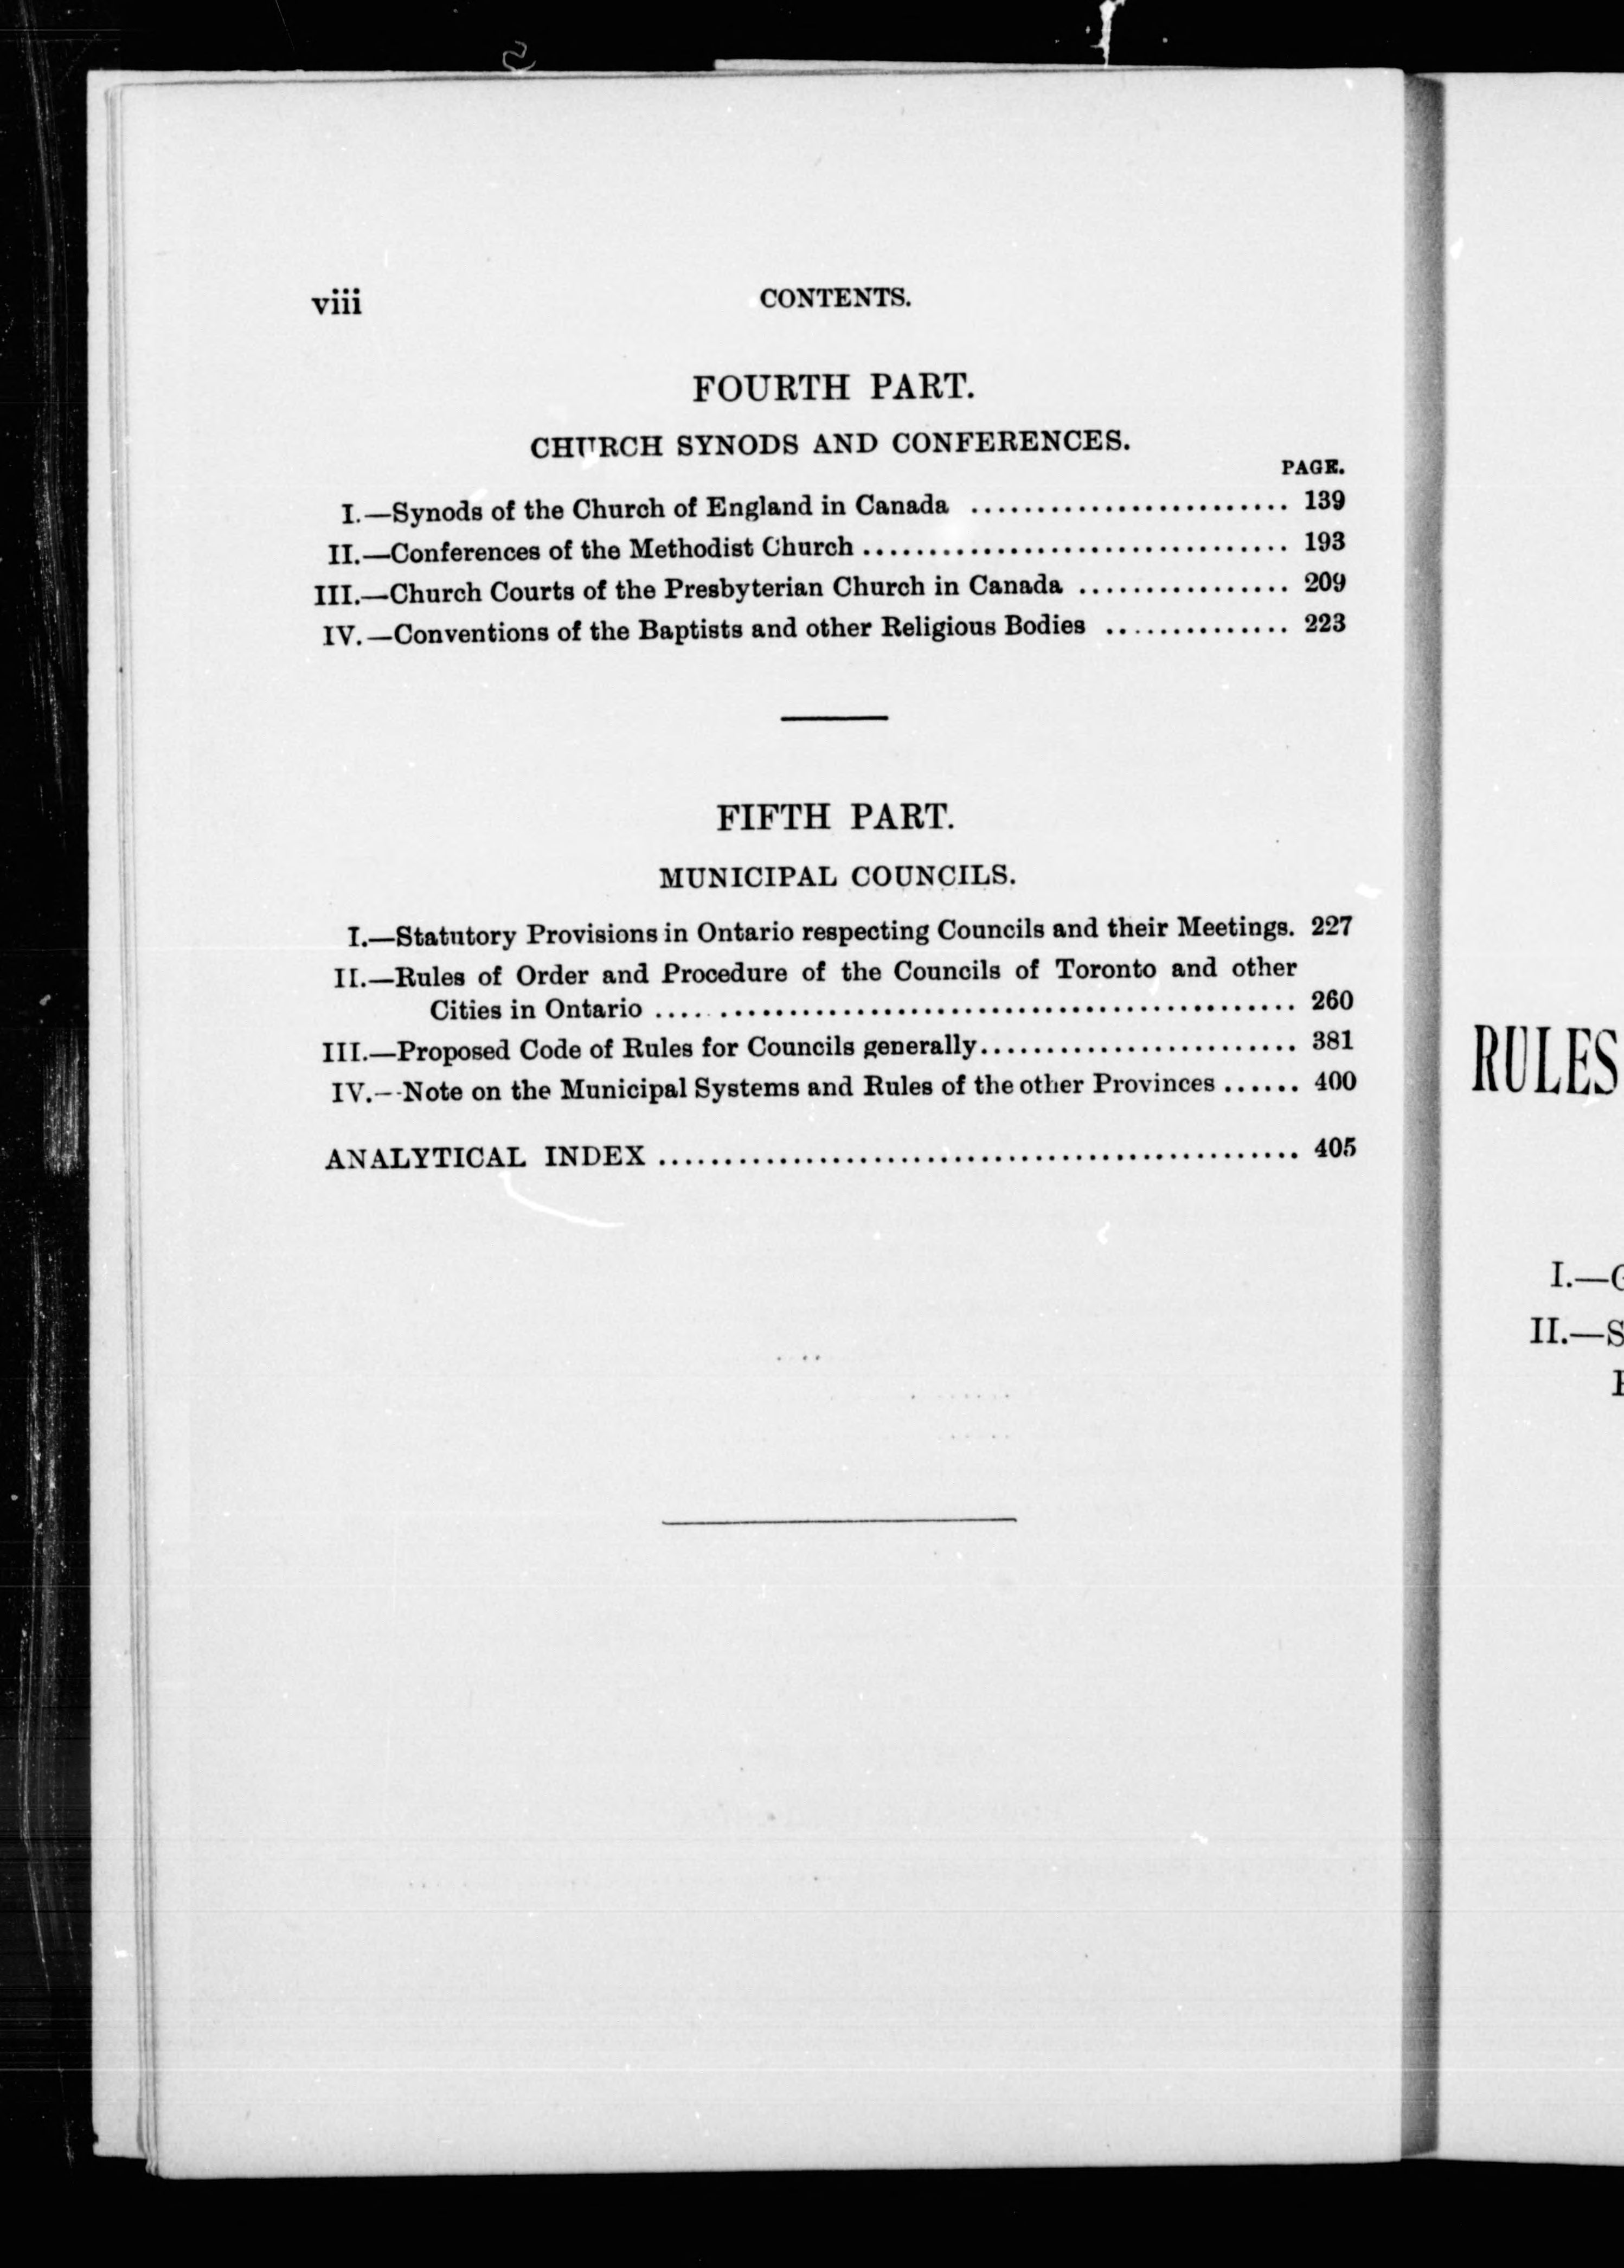 viii CONTENTS.
FOURTH PART.
CHURCH SYNODS AND CONFERENCES.
PAGE.
I.—Synods of the Church of England in Canada ........................ 139
II.—Conferences of the Methodist Church ................................ 193
III.—Church Courts of the Presbyterian Church in Canada ................ 209
IV.—Conventions of the Baptists and other Religious Bodies .............. 223
FIFTH PART.
MUNICIPAL COUNCILS.
I.—Statutory Provisions in Ontario respecting Councils and their Meetings. 227
II.—Rules of Order and Procedure of the Councils of Toronto and other
Cities in Ontario ................................................ 260
III.—Proposed Code of Rules for Councils generally........................ 381
IV.--Note on the Municipal Systems and Rules of the other Provinces ...... 400
ANALYTICAL INDEX ................................................ 405
RULES
I.—
II.—S